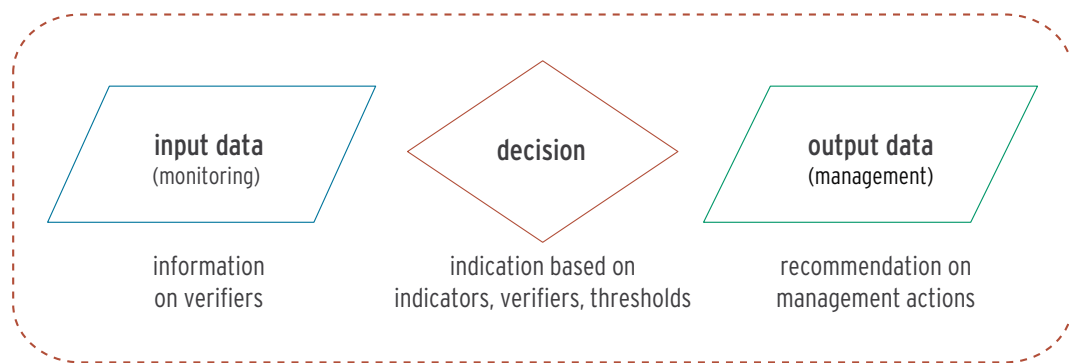 input data
(monitoring)
information
on verifiers
decision
indication based on
indicators, verifiers, thresholds
output data
(management)
recommendation on
management actions